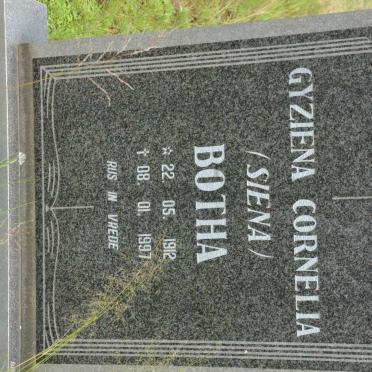 GYZIENA CORNELIA
(SIENA)
BOTHA
☆ 22. 05. 1912
† 08. 01. 1997
RUS IN VREDE